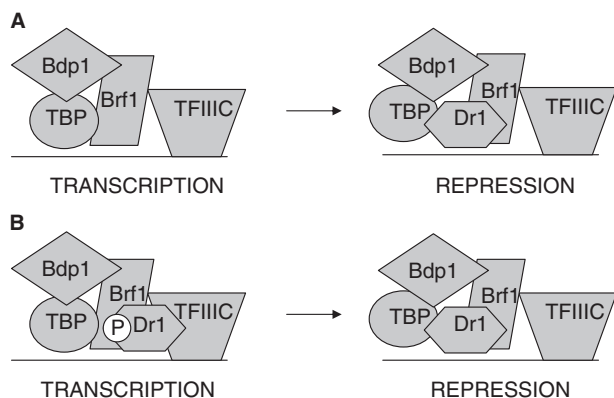 A
Bdp1
Brf1
TBP
TFIIIC
TRANSCRIPTION
Bdp1
Brf1
TBP
Dr1
TFIIIC
REPRESSION
B
Bdp1
Brf1
TBP
P
Dr1
TFIIIC
TRANSCRIPTION
Bdp1
Brf1
TBP
Dr1
TFIIIC
REPRESSION